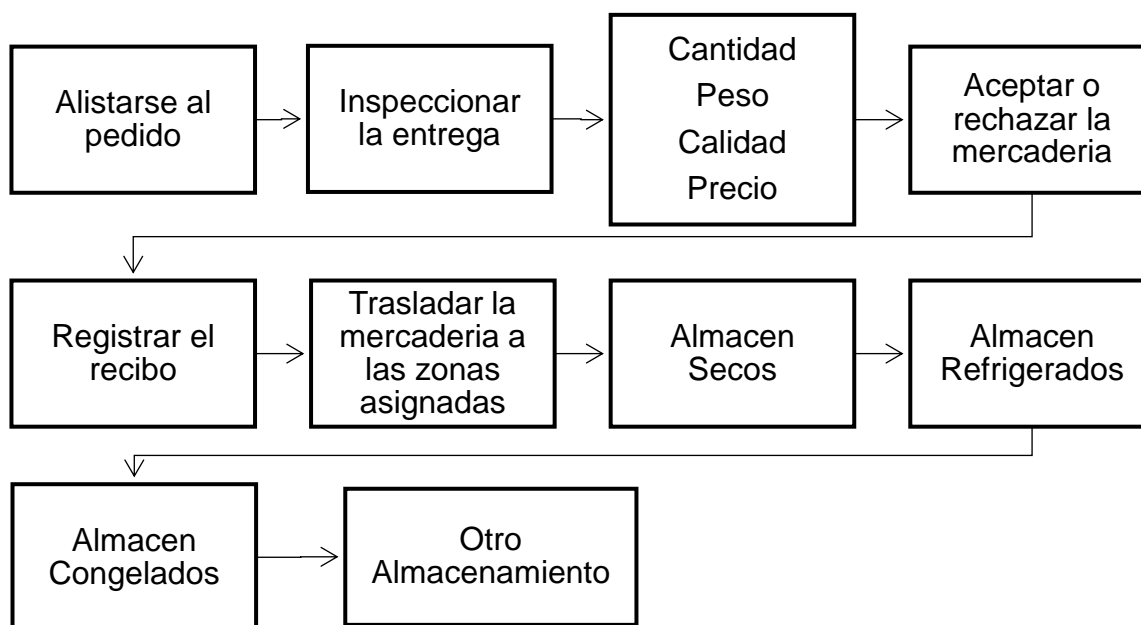 Alistarse al
pedido
Inspeccionar
la entrega
Cantidad
Peso
Calidad
Precio
Aceptar o
rechazar la
mercaderia
Registrar el
recibo
Trasladar la
mercaderia a
las zonas
asignadas
Almacen
Secos
Almacen
Refrigerados
Almacen
Congelados
Otro
Almacenamiento